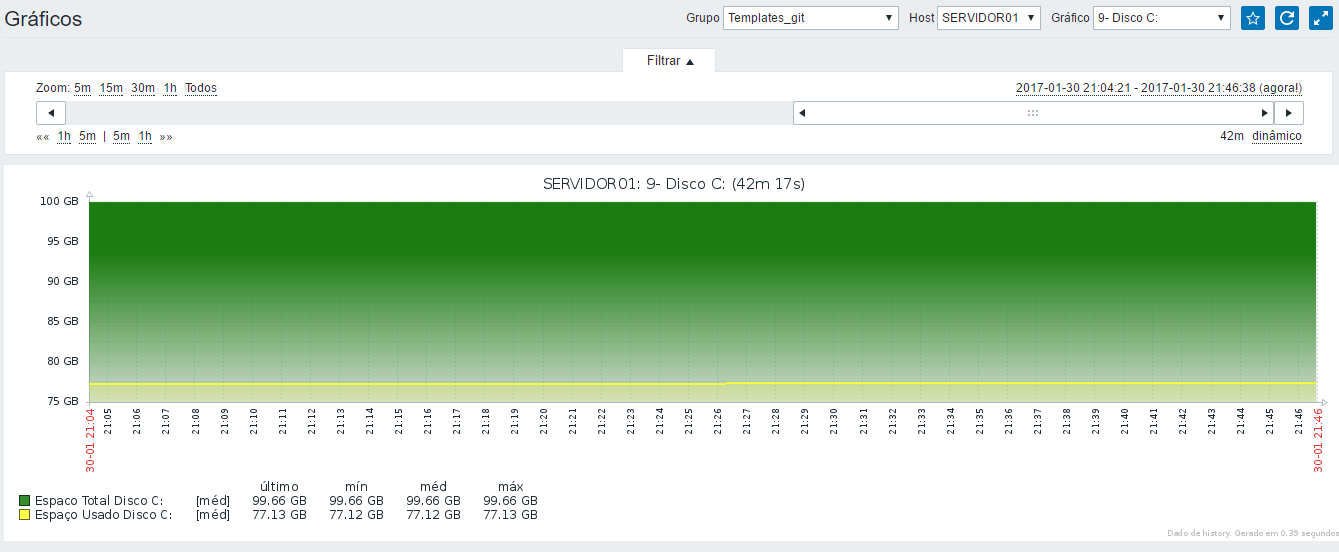 Gráficos Grupo Templates_git Host SERVIDOR01 Gráfico 9- Disco C:
Filtrar
Zoom: 5m 15m 30m 1h Todos 2017-01-30 21:04:21 - 2017-01-30 21:46:38 (agora!)
«« 1h 5m | 5m 1h »» 42m dinâmico
SERVIDOR01: 9- Disco C: (42m 17s)
100 GB
95 GB
90 GB
85 GB
80 GB
75 GB
30-01 21:04 21:05 21:06 21:07 21:08 21:09 21:10 21:11 21:12 21:13 21:14 21:15 21:16 21:17 21:18 21:19 21:20 21:21 21:22 21:23 21:24 21:25 21:26 21:27 21:28 21:29 21:30 21:31 21:32 21:33 21:34 21:35 21:36 21:37 21:38 21:39 21:40 21:41 21:42 21:43 21:44 21:45 21:46 30-01 21:46
último mín méd máx
Espaco Total Disco C: [méd] 99.66 GB 99.66 GB 99.66 GB 99.66 GB
Espaço Usado Disco C: [méd] 77.13 GB 77.12 GB 77.12 GB 77.13 GB
Dado de history. Gerado em 0.39 segundos